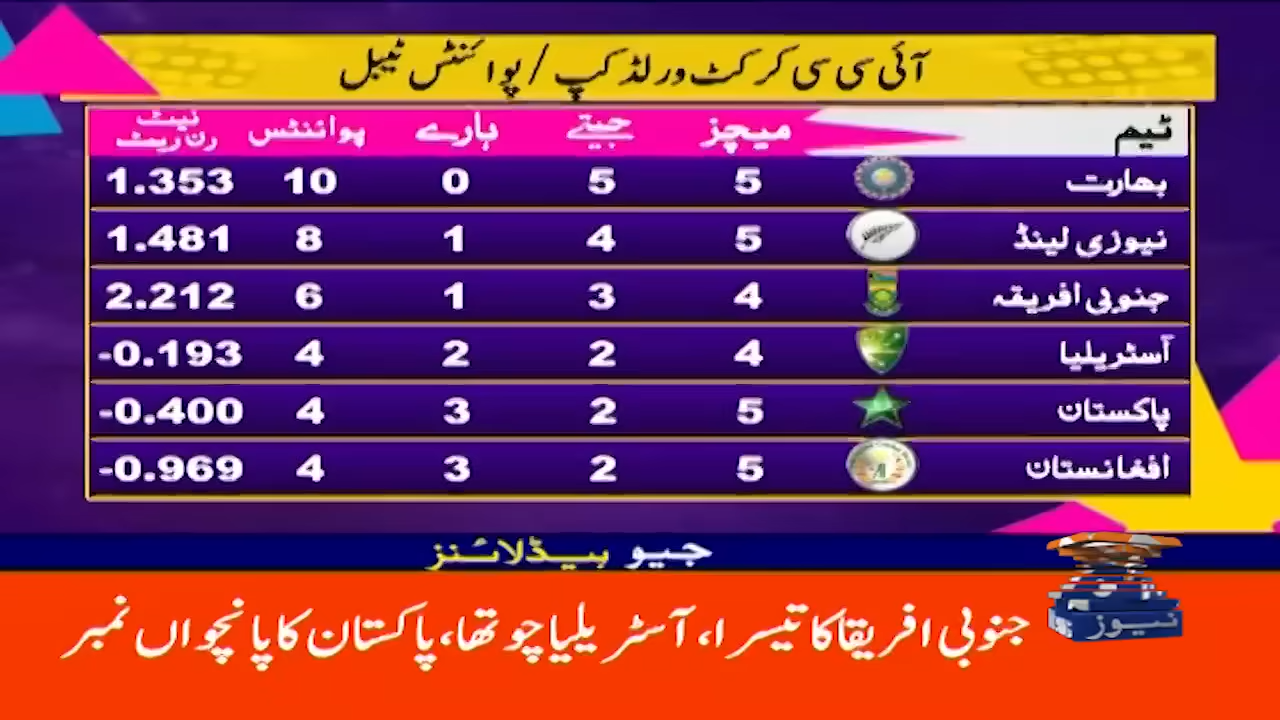 آئی سی سی کرکٹ ورلڈ کپ / پوائنٹس ٹیبل
ٹیم میچز جیتے ہارے پوائنٹس نیٹ رن ریٹ
بھارت 5 5 0 10 1.353
نیوزی لینڈ 5 4 1 8 1.481
جنوبی افریقہ 4 3 1 6 2.212
آسٹریلیا 4 2 2 4 -0.193
پاکستان 5 2 3 4 -0.400
افغانستان 5 2 3 4 -0.969
جیو ہیڈلائنز
جنوبی افریقا کا تیسرا، آسٹریلیا چوتھا، پاکستان کا پانچواں نمبر
نیوز